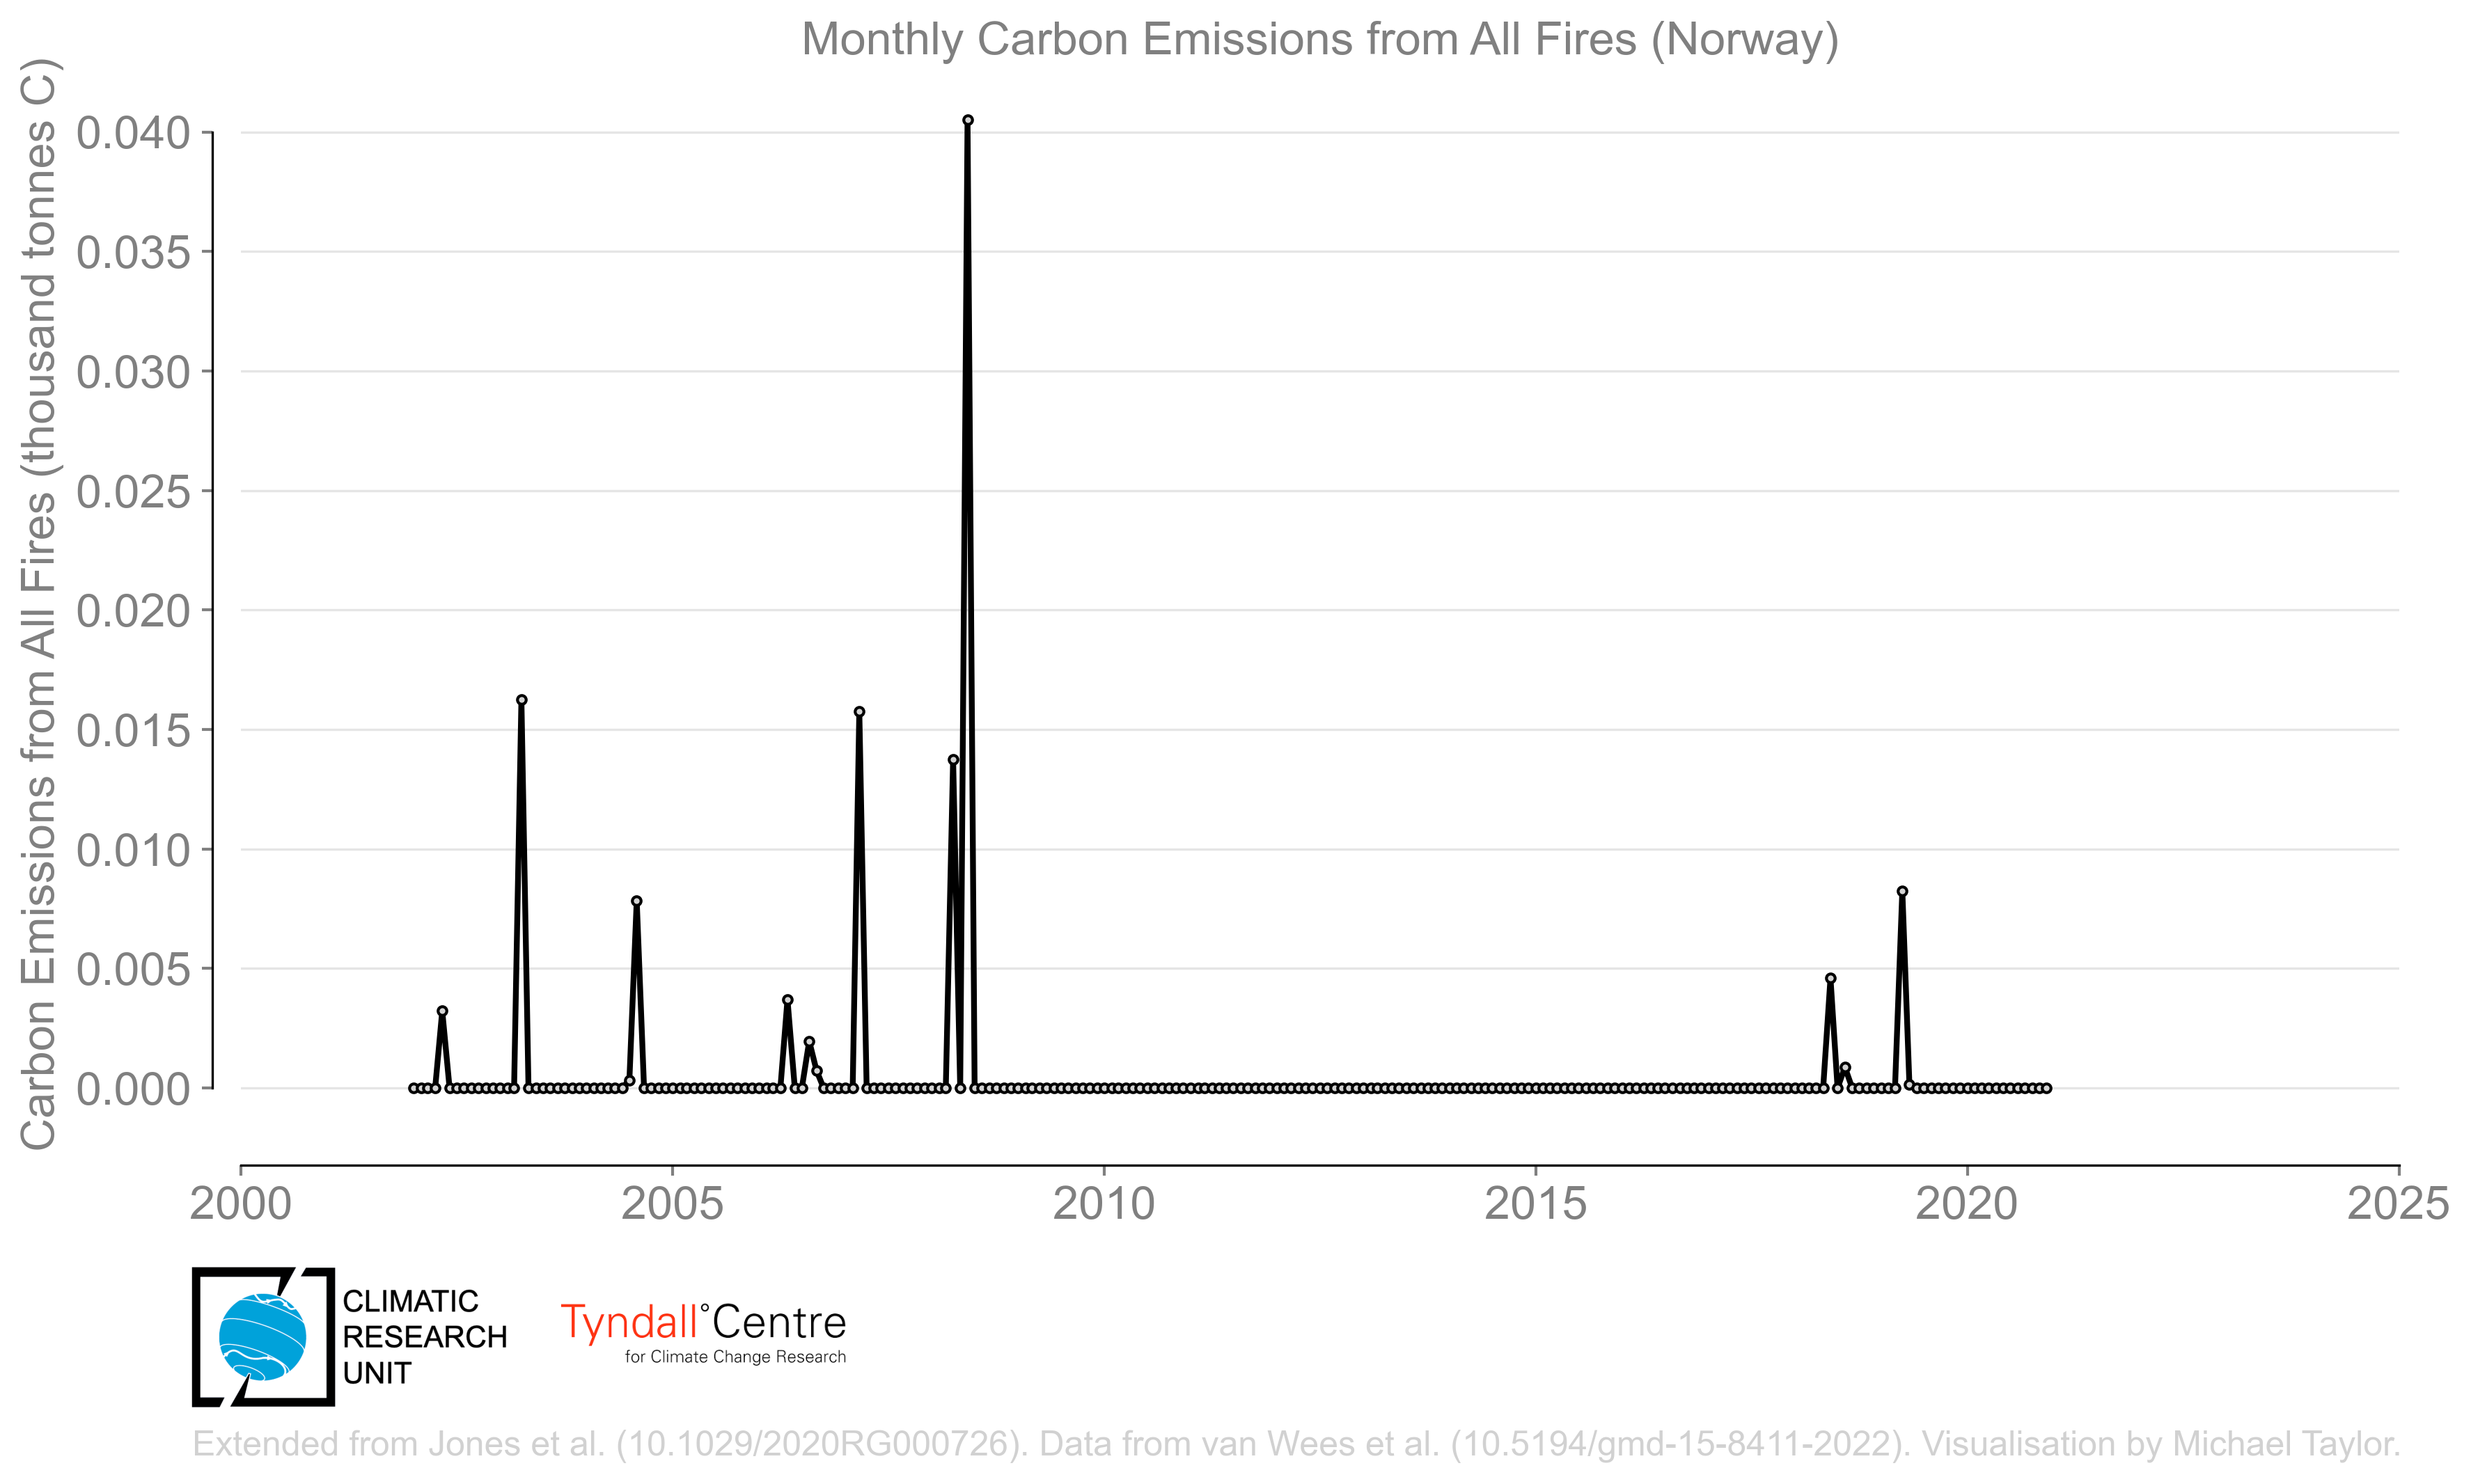 Monthly Carbon Emissions from All Fires (Norway)
Carbon Emissions from All Fires (thousand tonnes C)
0.040
0.035
0.030
0.025
0.020
0.015
0.010
0.005
0.000
2000 2005 2010 2015 2020 2025
CLIMATIC
RESEARCH
UNIT
Tyndall°Centre
for Climate Change Research
Extended from Jones et al. (10.1029/2020RG000726). Data from van Wees et al. (10.5194/gmd-15-8411-2022). Visualisation by Michael Taylor.